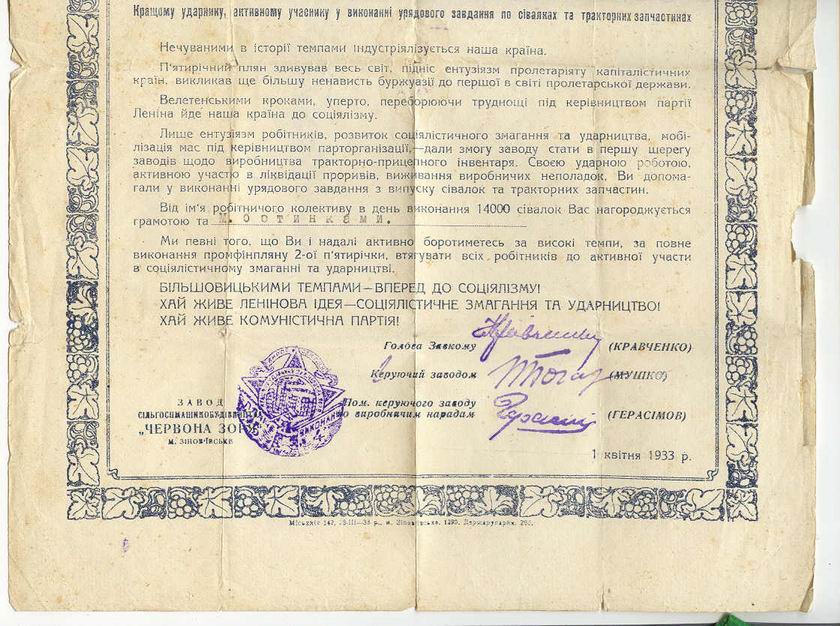 Кращому ударнику, активному учаснику у виконанні урядового завдання по сівалках та тракторних запчастинах
Нечуваними в історії темпами індустріялізується наша країна.
П'ятирічний плян здивував весь світ, підніс ентузіязм пролетаріяту капіталістичних
країн, викликав ще більшу ненависть буржуазії до першої в світі пролетарської держави.
Велетенськими кроками, уперто, переборюючи труднощі під керівництвом партії
Леніна йде наша країна до соціялізму.
Лише ентузіязм робітників, розвиток соціялістичного змагання та ударництва, мобі-
лізація мас під керівництвом парторганізації,—дали змогу заводу стати в першу шерегу
заводів щодо виробництва тракторно-прицепного інвентаря. Своєю ударною роботою,
активною участю в ліквідації проривів, виживання виробничих неполадок, Ви допома-
гали у виконанні урядового завдання з випуску сівалок та тракторних запчастин.
Від ім'я робітничого колективу в день виконання 14000 сівалок Вас нагороджується
грамотою та М.ОСТИНКАМИ.
Ми певні того, що Ви і надалі активно боротиметесь за високі темпи, за повне
виконання промфінпляну 2-ої п'ятирічки, втягувати всіх робітників до активної участи
в соціялістичному змаганні та ударництві.
БІЛЬШОВИЦЬКИМИ ТЕМПАМИ—ВПЕРЕД ДО СОЦІЯЛІЗМУ!
ХАЙ ЖИВЕ ЛЕНІНОВА ІДЕЯ—СОЦІЯЛІСТИЧНЕ ЗМАГАННЯ ТА УДАРНИЦТВО!
ХАЙ ЖИВЕ КОМУНІСТИЧНА ПАРТІЯ!
Голова Завкому (КРАВЧЕНКО)
Керуючий заводом (МУШКО)
Пом. керуючого заводу
по виробничим нарадам (ГЕРАСІМОВ)
ЗАВОД
СІЛЬГОСПМАШИНОБУДІВНИЦТВА
„ЧЕРВОНА ЗОРЯ"
м. ЗІНОВ'ЇВСЬКЕ
1 квітня 1933 р.